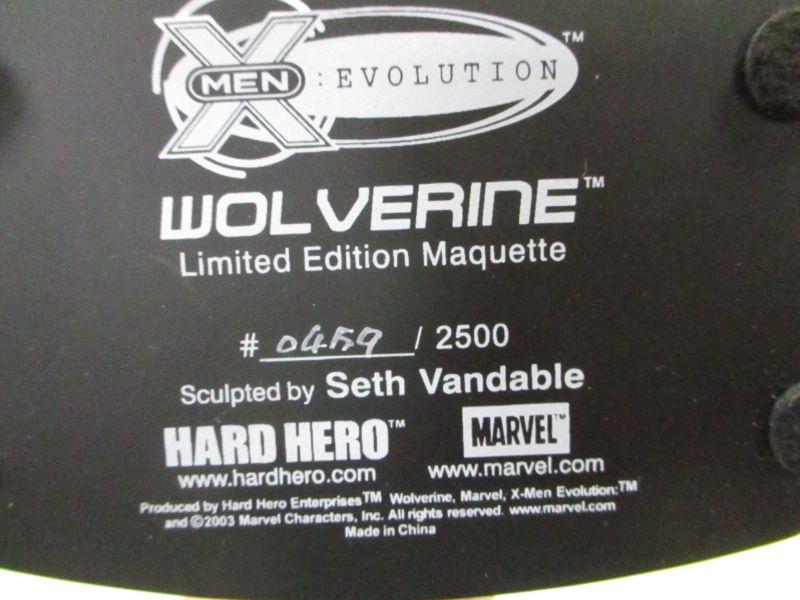 X MEN : EVOLUTION™
WOLVERINE™
Limited Edition Maquette
# 0459 / 2500
Sculpted by Seth Vandable
HARD HERO™ MARVEL™
www.hardhero.com www.marvel.com
Produced by Hard Hero Enterprises™ Wolverine, Marvel, X-Men Evolution:™
and ©2003 Marvel Characters, Inc. All rights reserved. www.marvel.com
Made in China